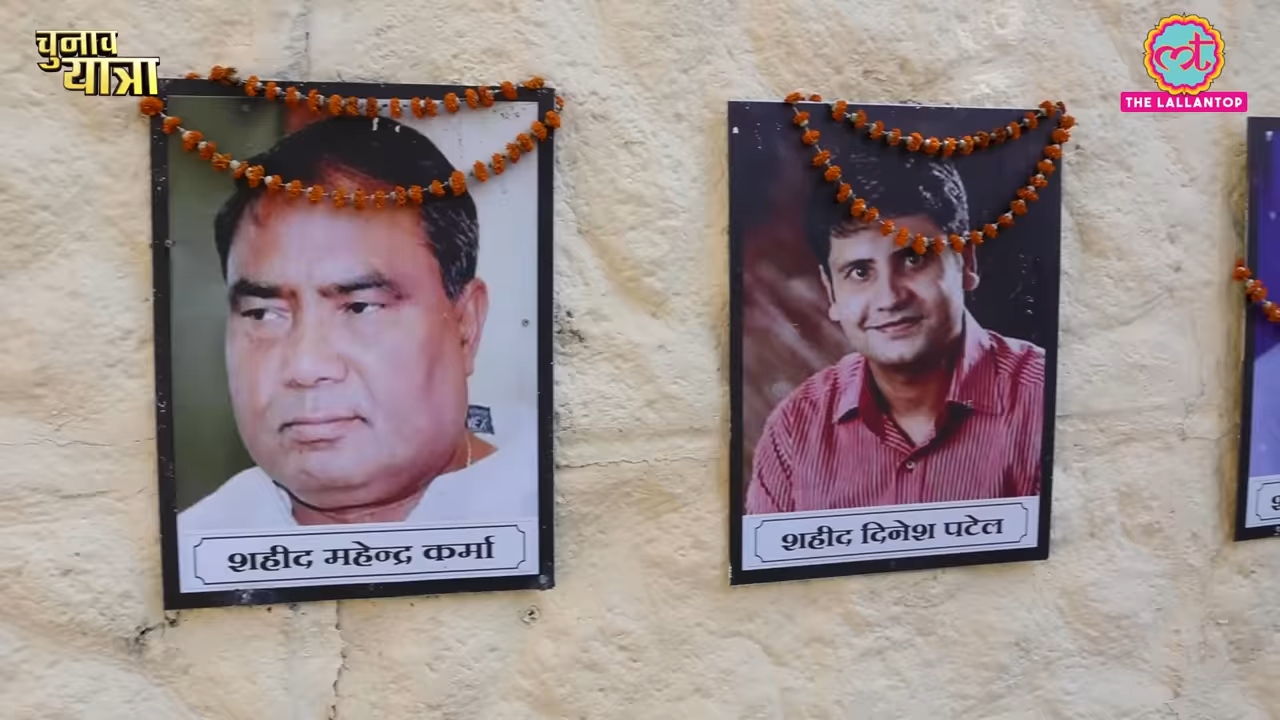 चुनाव
यात्रा
THE LALLANTOP
शहीद महेन्द्र कर्मा
शहीद दिनेश पटेल